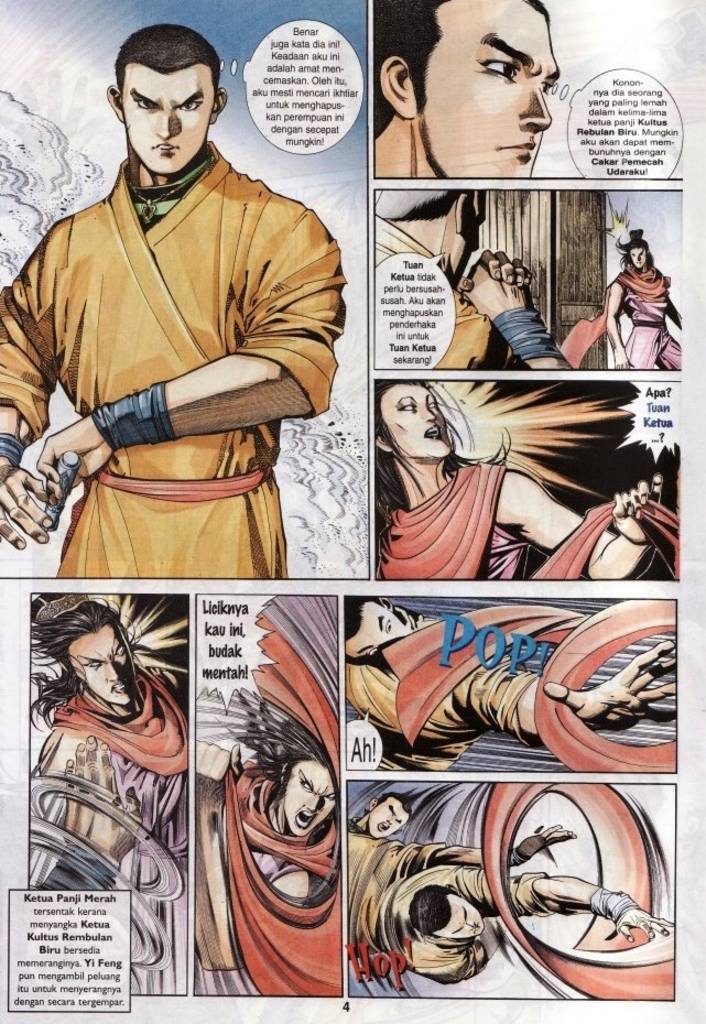 Benar
juga kata dia ini!
Keadaan aku ini
adalah amat men-
cemaskan. Oleh itu,
aku mesti mencari ikhtiar
untuk menghapus-
kan perempuan ini
dengan secepat
mungkin!
Konon-
nya dia seorang
yang paling lemah
dalam kelima-lima
ketua panji Kultus
Rebulan Biru. Mungkin
aku akan dapat mem-
bunuhnya dengan
Cakar Pemecah
Udaraku!
Tuan
Ketua tidak
perlu bersusah-
susah. Aku akan
menghapuskan
penderhaka
ini untuk
Tuan Ketua
sekarang!
Apa?
Tuan
Ketua
...?
Ketua Panji Merah
tersentak kerana
menyangka Ketua
Kultus Rembulan
Biru bersedia
memeranginya. Yi Feng
pun mengambil peluang
itu untuk menyerangnya
dengan secara tergempar.
Liciknya
kau ini,
budak
mentah!
POP!
Ah!
Hop!
4